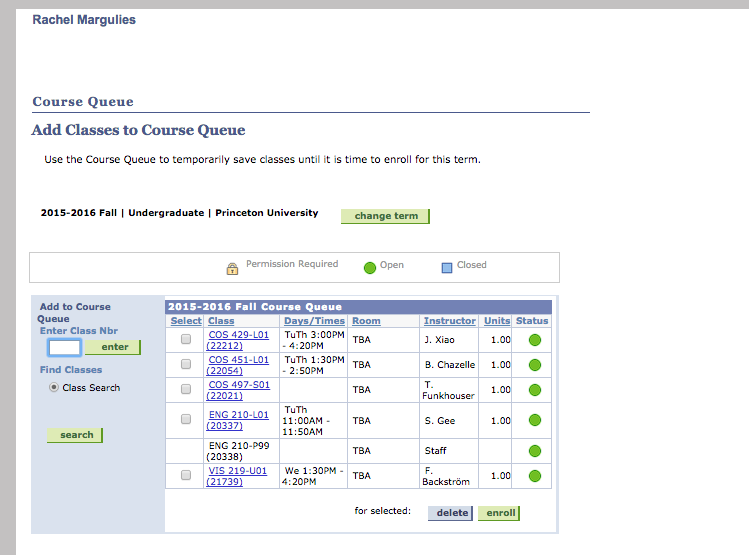 Rachel Margulies
Course Queue
Add Classes to Course Queue
Use the Course Queue to temporarily save classes until it is time to enroll for this term.
2015-2016 Fall | Undergraduate | Princeton University change term
Permission Required Open Closed
Add to Course
Queue
Enter Class Nbr
enter
Find Classes
Class Search
search
2015-2016 Fall Course Queue
Select Class Days/Times Room Instructor Units Status
COS 429-L01 TuTh 3:00PM TBA J. Xiao 1.00
(22212) - 4:20PM
COS 451-L01 TuTh 1:30PM TBA B. Chazelle 1.00
(22054) - 2:50PM
COS 497-S01 TBA T. 1.00
(22021) Funkhouser
ENG 210-L01 TuTh TBA S. Gee 1.00
(20337) 11:00AM -
11:50AM
ENG 210-P99 TBA Staff
(20338)
VIS 219-U01 We 1:30PM - TBA F. 1.00
(21739) 4:20PM Backström
for selected: delete enroll